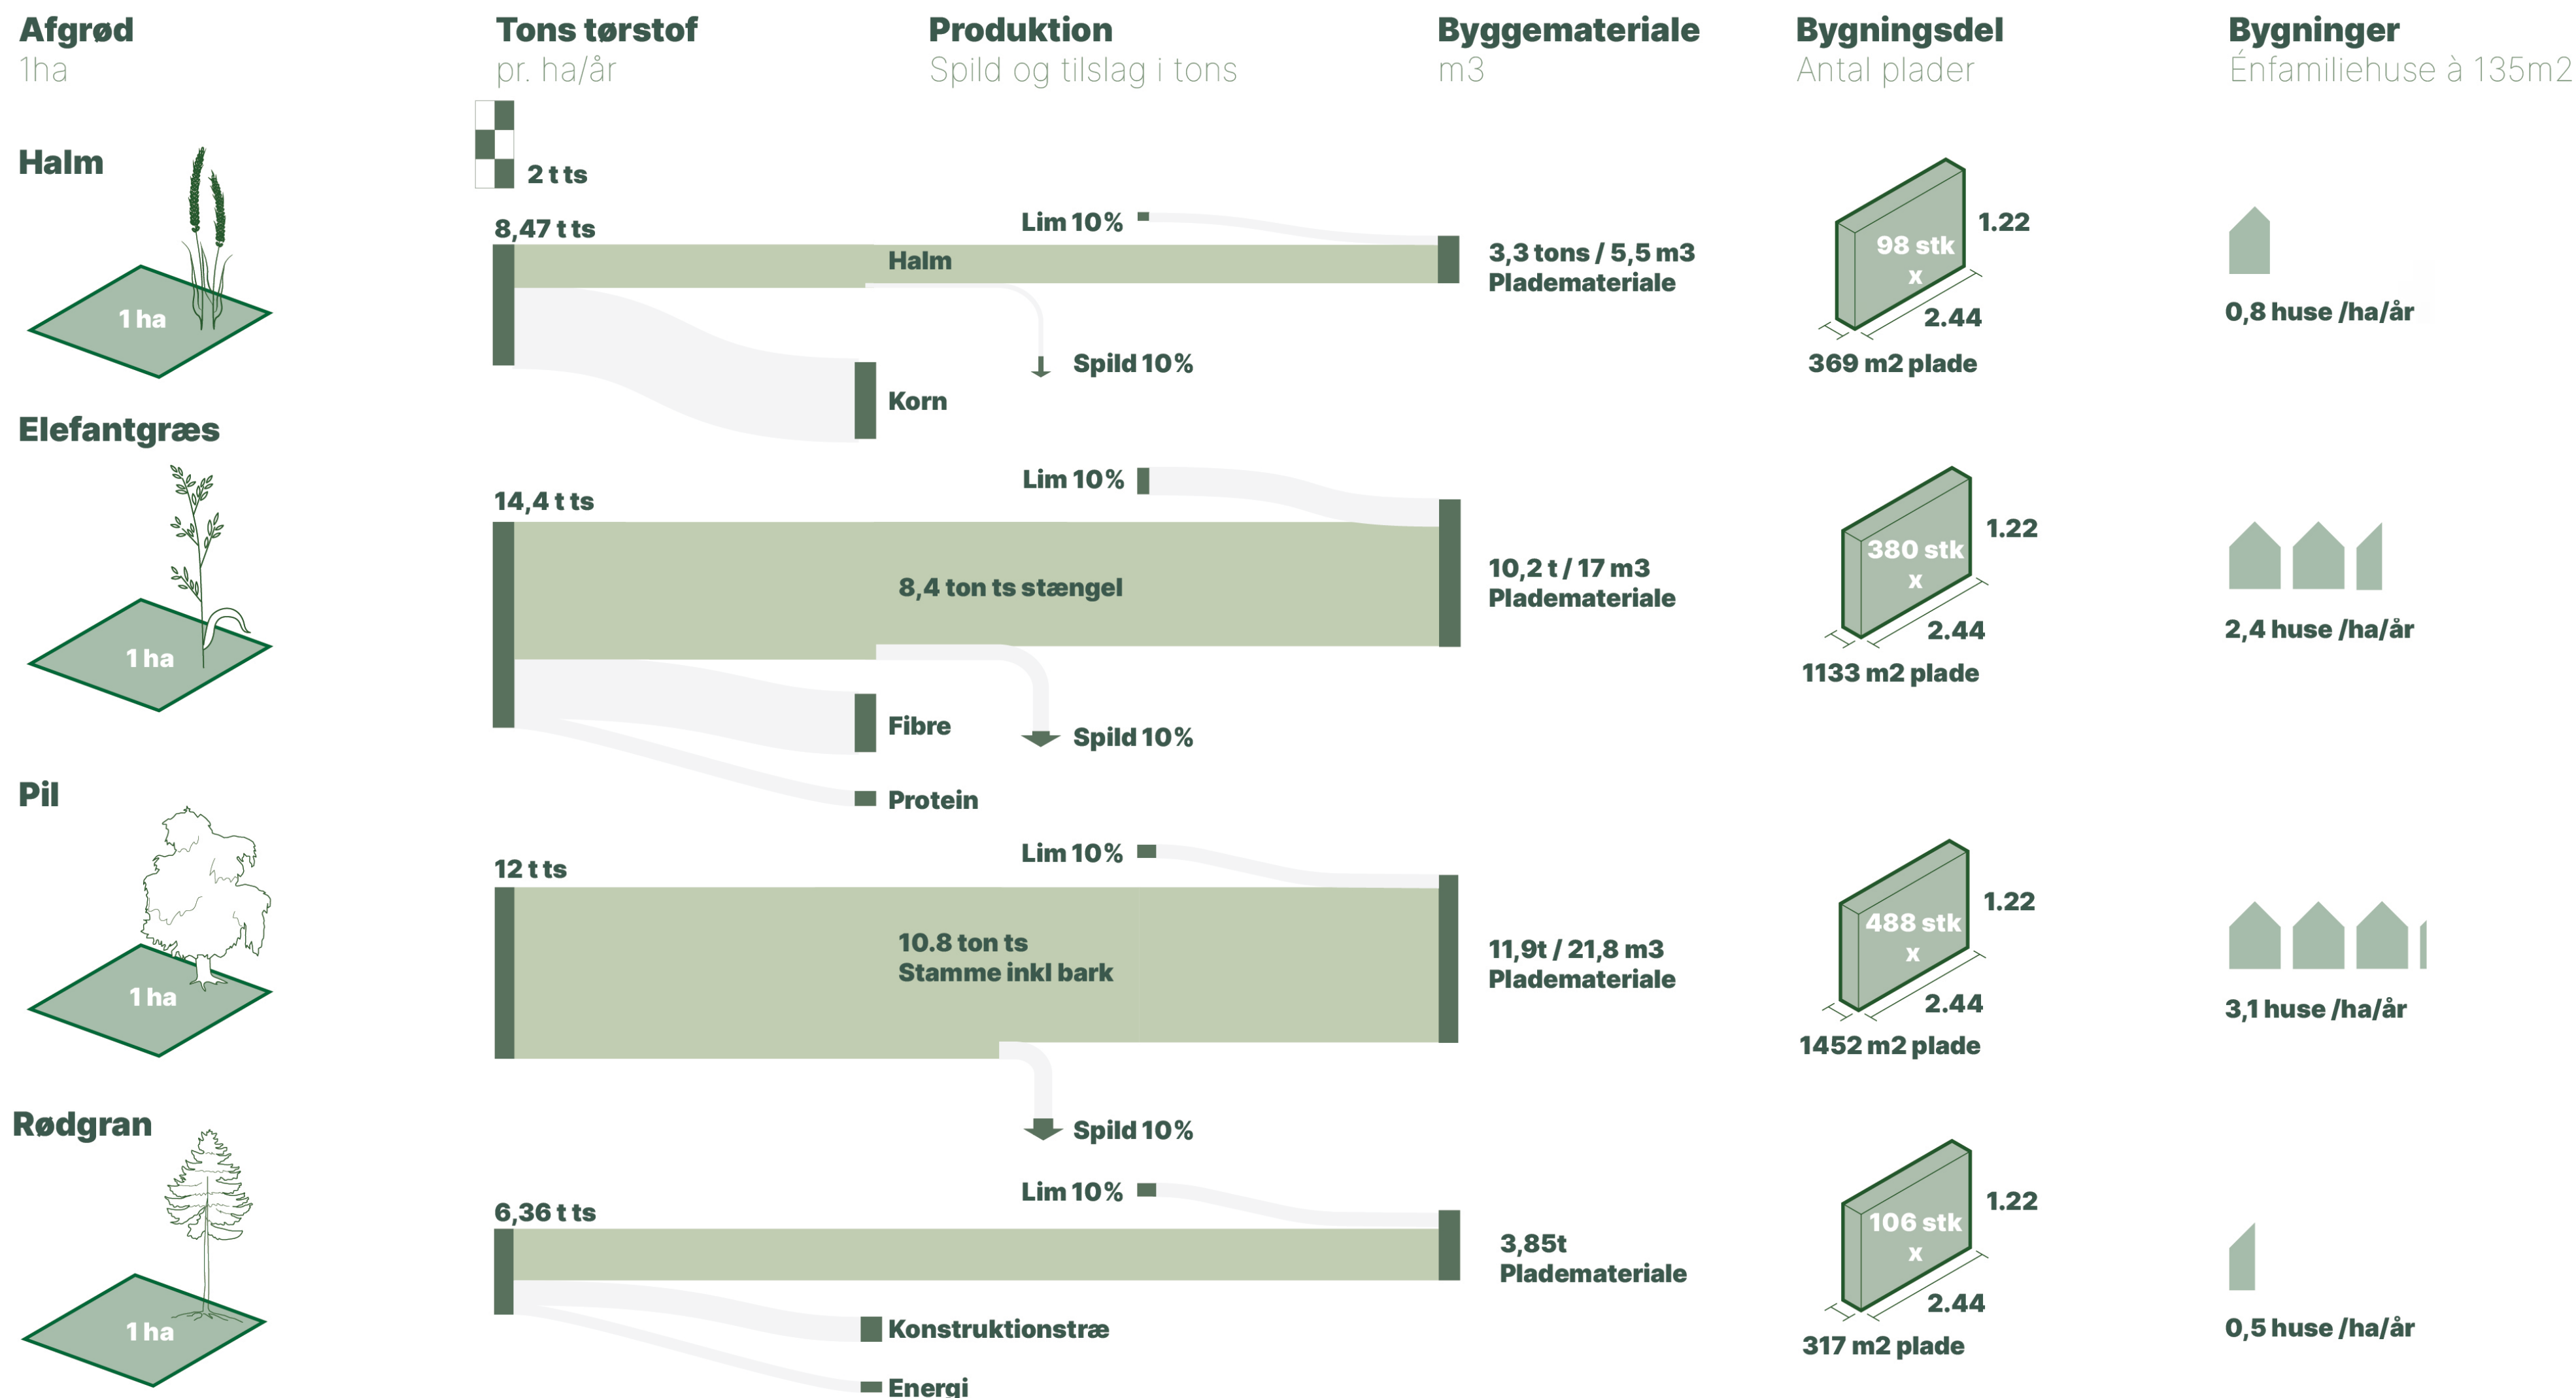 Afgrød
1ha
Tons tørstof
pr. ha/år
Produktion
Spild og tilslag i tons
Byggemateriale
m3
Bygningsdel
Antal plader
Bygninger
Énfamiliehuse à 135m2
Halm
1 ha
2 t ts
8,47 t ts
Halm
Korn
Lim 10%
Spild 10%
3,3 tons / 5,5 m3
Plademateriale
98 stk
x
1.22
2.44
369 m2 plade
0,8 huse /ha/år
Elefantgræs
1 ha
14,4 t ts
8,4 ton ts stængel
Fibre
Protein
Lim 10%
Spild 10%
10,2 t / 17 m3
Plademateriale
380 stk
x
1.22
2.44
1133 m2 plade
2,4 huse /ha/år
Pil
1 ha
12 t ts
10.8 ton ts
Stamme inkl bark
Lim 10%
Spild 10%
11,9t / 21,8 m3
Plademateriale
488 stk
x
1.22
2.44
1452 m2 plade
3,1 huse /ha/år
Rødgran
1 ha
6,36 t ts
Lim 10%
Konstruktionstræ
Energi
3,85t
Plademateriale
106 stk
x
1.22
2.44
317 m2 plade
0,5 huse /ha/år